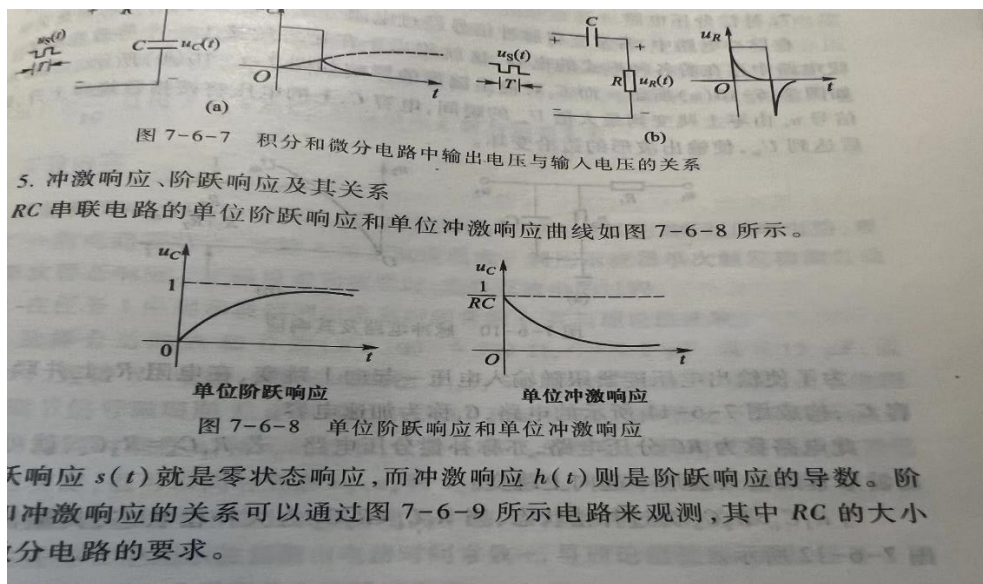 R
us(t)
T
C
uC(t)
O
t
(a)
C
us(t)
T
R
uR(t)
uR
O
t
(b)
图 7-6-7 积分和微分电路中输出电压与输入电压的关系
5. 冲激响应、阶跃响应及其关系
RC 串联电路的单位阶跃响应和单位冲激响应曲线如图 7-6-8 所示。
uC
1
0
t
单位阶跃响应
uC
1
RC
O
t
单位冲激响应
图 7-6-8 单位阶跃响应和单位冲激响应
响应 s(t)就是零状态响应,而冲激响应 h(t)则是阶跃响应的导数。阶
冲激响应的关系可以通过图 7-6-9 所示电路来观测,其中 RC 的大小
分电路的要求。